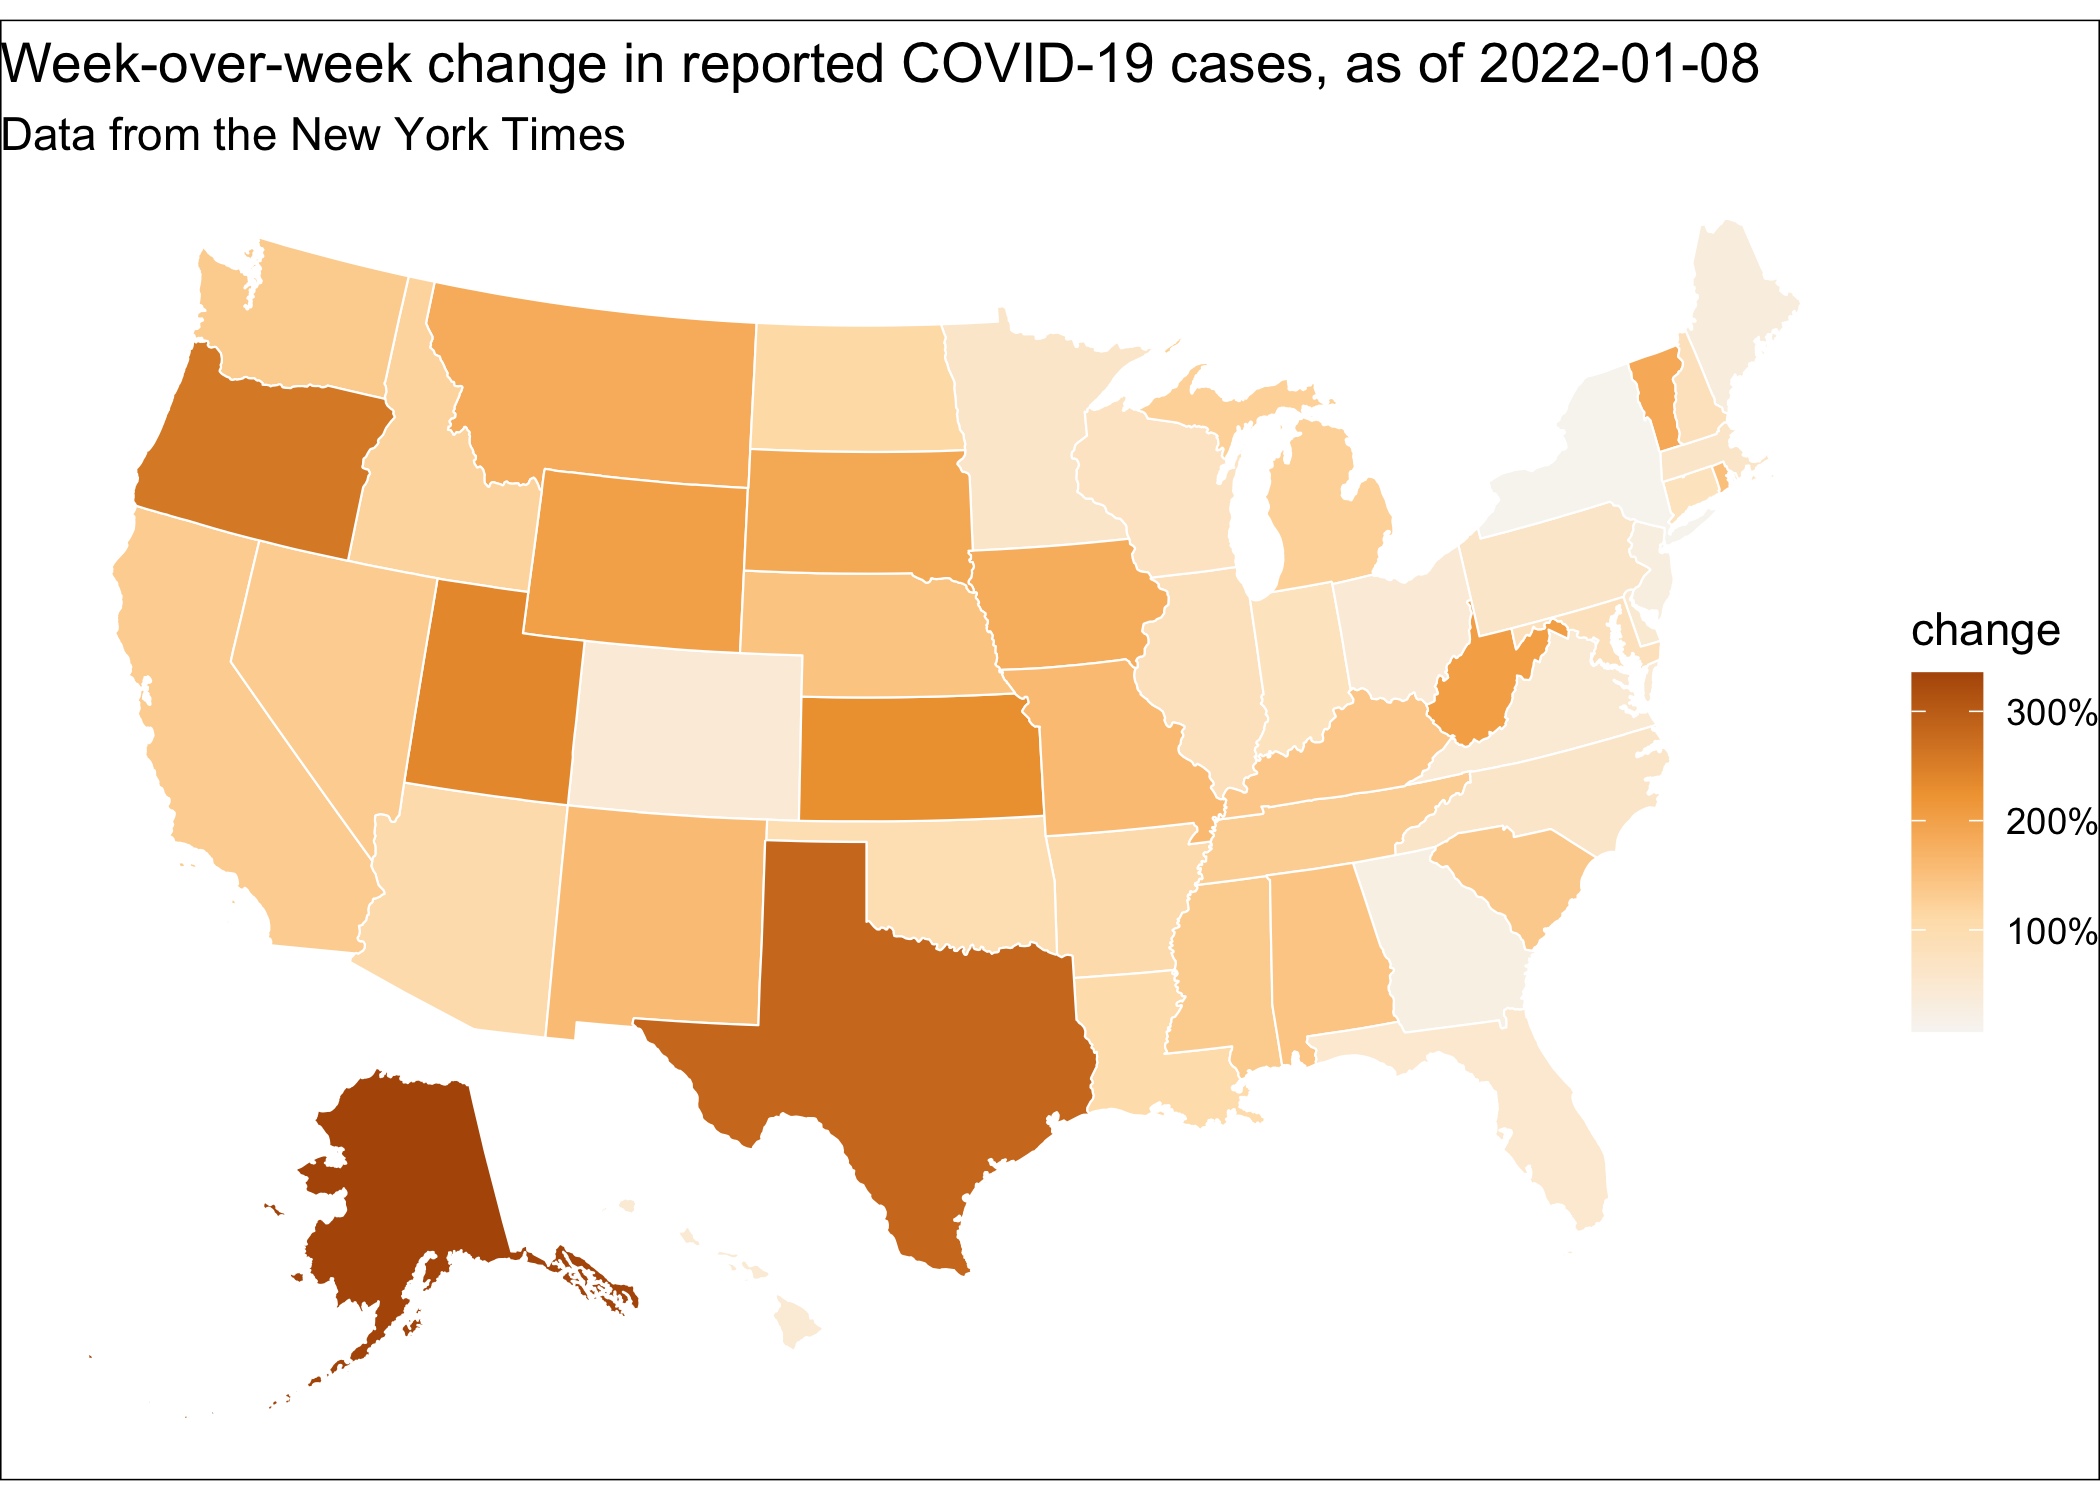 Week-over-week change in reported COVID-19 cases, as of 2022-01-08
Data from the New York Times
change
300%
200%
100%